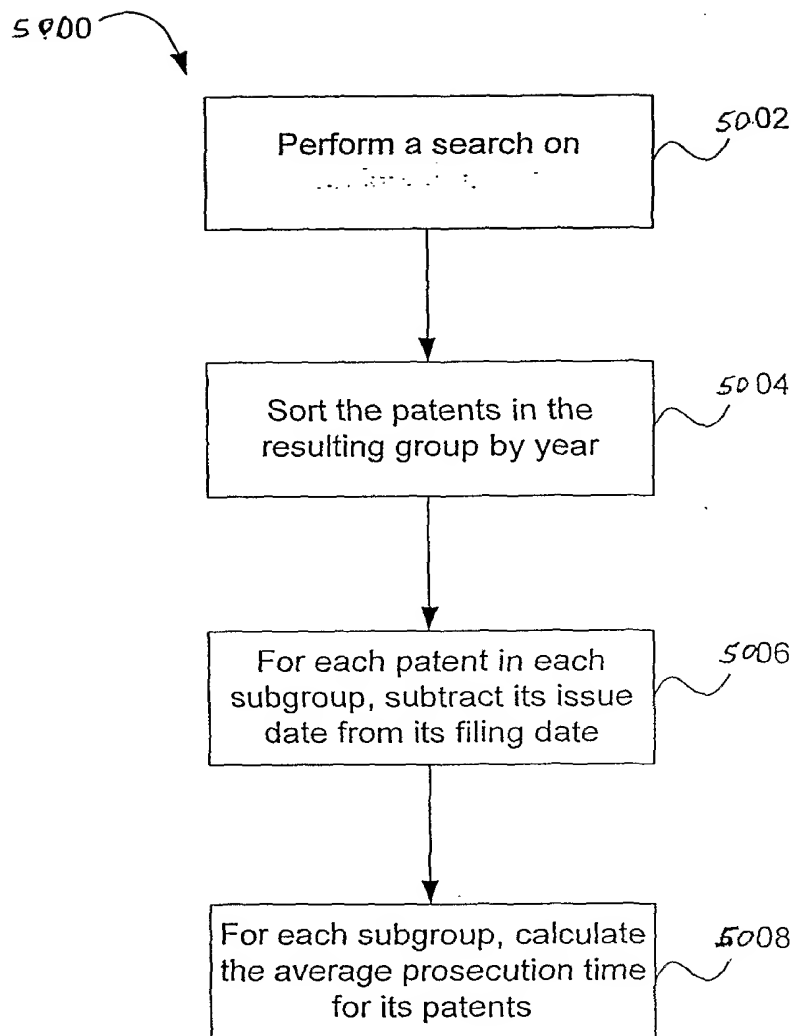 5000
Perform a search on
5002
Sort the patents in the
resulting group by year
5004
For each patent in each
subgroup, subtract its issue
date from its filing date
5006
For each subgroup, calculate
the average prosecution time
for its patents
5008